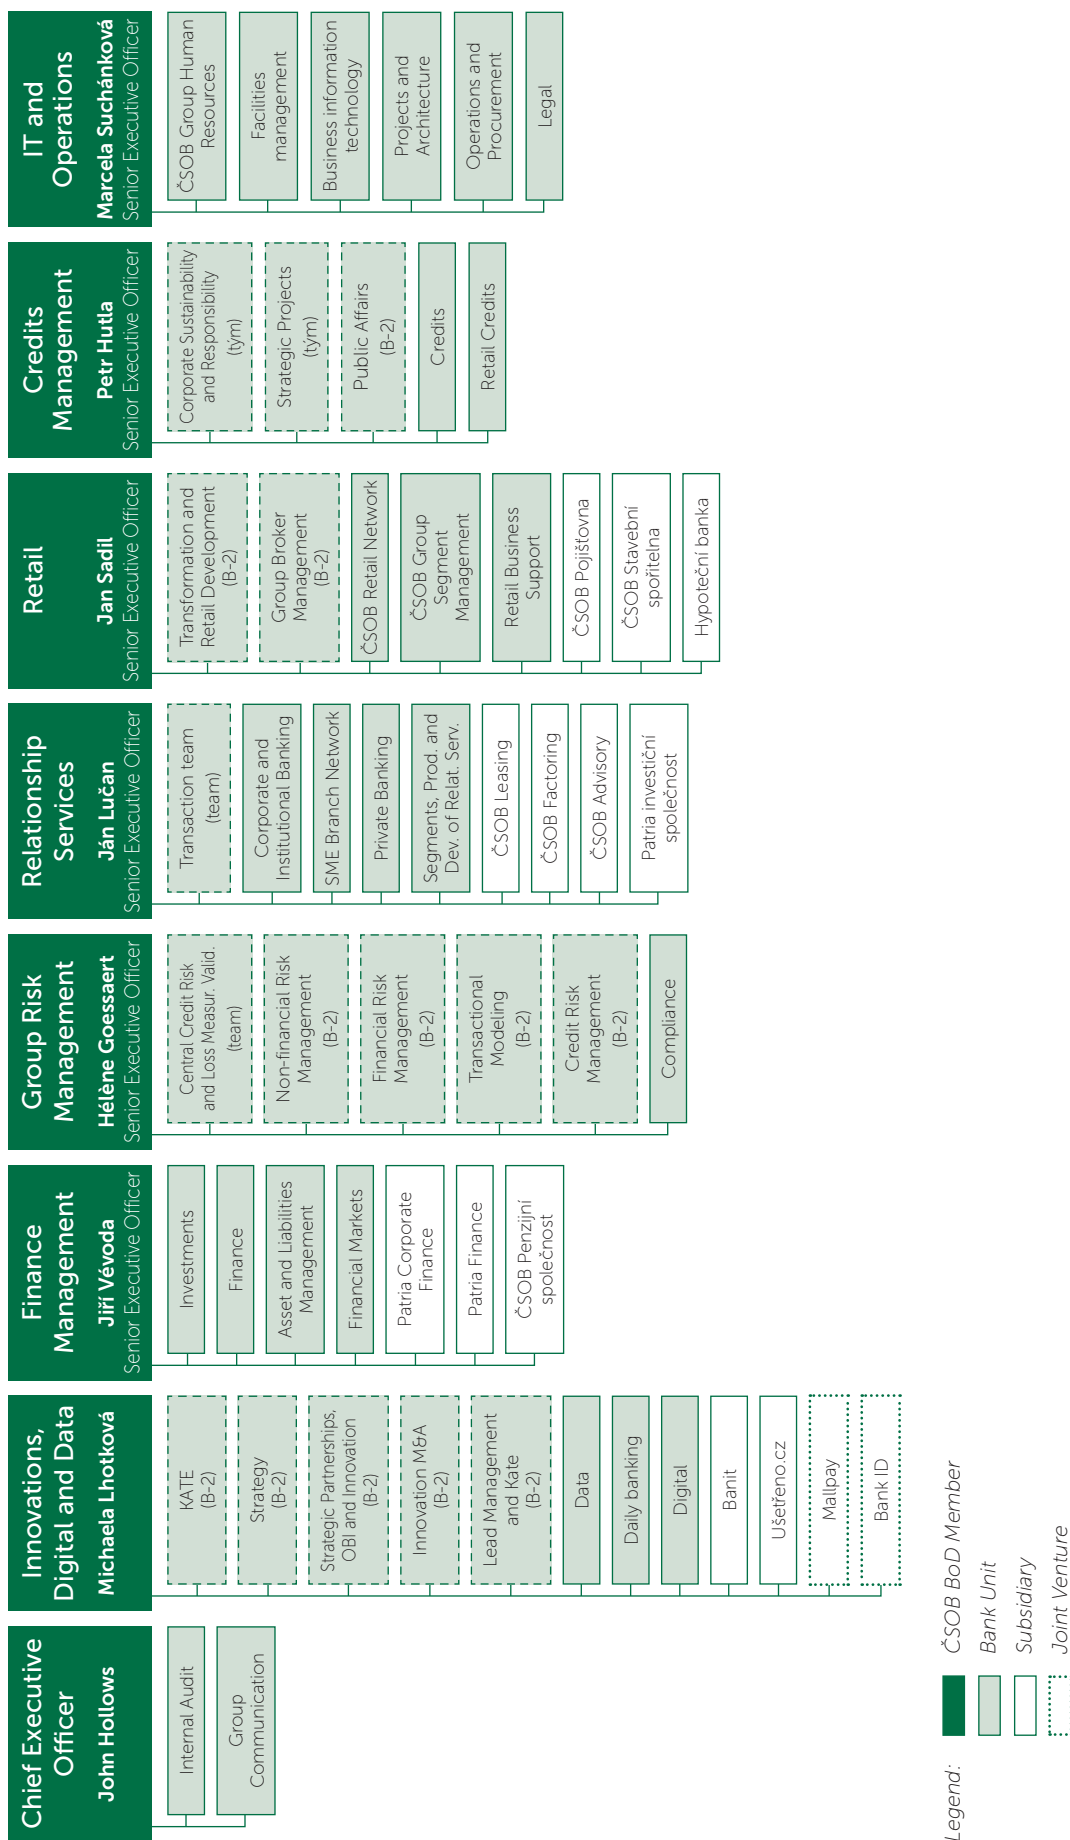 Chief Executive
Officer
John Hollows
Internal Audit
Group
Communication
Innovations,
Digital and Data
Michaela Lhotková
KATE
(B-2)
Strategy
(B-2)
Strategic Partnerships,
OBI and Innovation
(B-2)
Innovation M&A
(B-2)
Lead Management
and Kate
(B-2)
Data
Daily banking
Digital
Banit
Ušetřeno.cz
Mallpay
Bank ID
Finance
Management
Jiří Vévoda
Senior Executive Officer
Investments
Finance
Asset and Liabilities
Management
Financial Markets
Patria Corporate
Finance
Patria Finance
ČSOB Penzijní
společnost
Group Risk
Management
Hélène Goessaert
Senior Executive Officer
Central Credit Risk
and Loss Measur. Valid.
(team)
Non-financial Risk
Management
(B-2)
Financial Risk
Management
(B-2)
Transactional
Modeling
(B-2)
Credit Risk
Management
(B-2)
Compliance
Relationship
Services
Ján Lučan
Senior Executive Officer
Transaction team
(team)
Corporate and
Institutional Banking
SME Branch Network
Private Banking
Segments, Prod. and
Dev. of Relat. Serv.
ČSOB Leasing
ČSOB Factoring
ČSOB Advisory
Patria investiční
společnost
Retail
Jan Sadil
Senior Executive Officer
Transformation and
Retail Development
(B-2)
Group Broker
Management
(B-2)
ČSOB Retail Network
ČSOB Group
Segment
Management
Retail Business
Support
ČSOB Pojišťovna
ČSOB Stavební
spořitelna
Hypoteční banka
Credits
Management
Petr Hutla
Senior Executive Officer
Corporate Sustainability
and Responsibility
(tým)
Strategic Projects
(tým)
Public Affairs
(B-2)
Credits
Retail Credits
IT and
Operations
Marcela Suchánková
Senior Executive Officer
ČSOB Group Human
Resources
Facilities
management
Business information
technology
Projects and
Architecture
Operations and
Procurement
Legal
Legend:
ČSOB BoD Member
Bank Unit
Subsidiary
Joint Venture